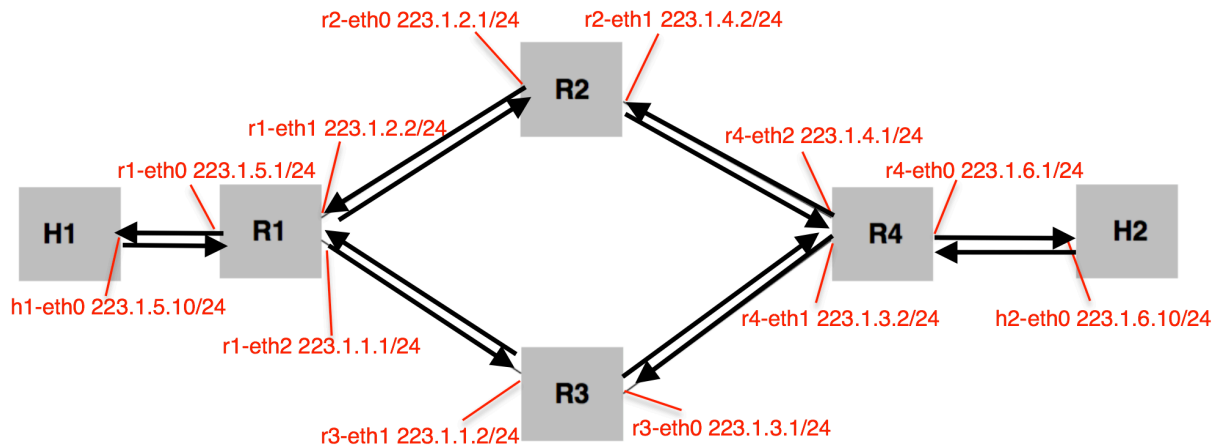 r2-eth0 223.1.2.1/24
r2-eth1 223.1.4.2/24
R2
r1-eth1 223.1.2.2/24
r4-eth2 223.1.4.1/24
r1-eth0 223.1.5.1/24
r4-eth0 223.1.6.1/24
H1
R1
R4
H2
h1-eth0 223.1.5.10/24
r4-eth1 223.1.3.2/24
h2-eth0 223.1.6.10/24
r1-eth2 223.1.1.1/24
R3
r3-eth1 223.1.1.2/24
r3-eth0 223.1.3.1/24